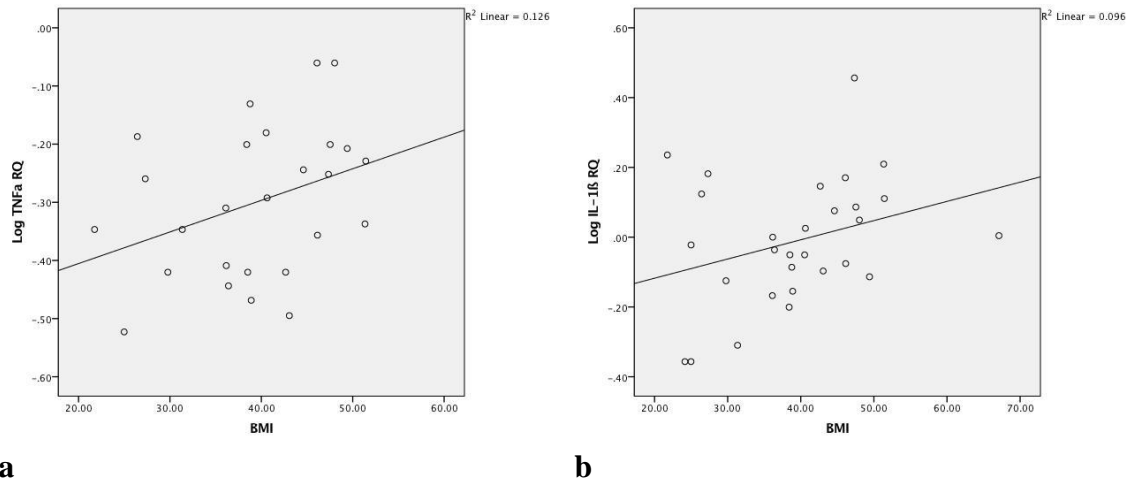 R² Linear = 0.126
.00
-.10
-.20
-.30
-.40
-.50
-.60
Log TNFa RQ
20.00 30.00 40.00 50.00 60.00
BMI
a
R² Linear = 0.096
.60
.40
.20
.00
-.20
-.40
Log IL-1ß RQ
20.00 30.00 40.00 50.00 60.00 70.00
BMI
b